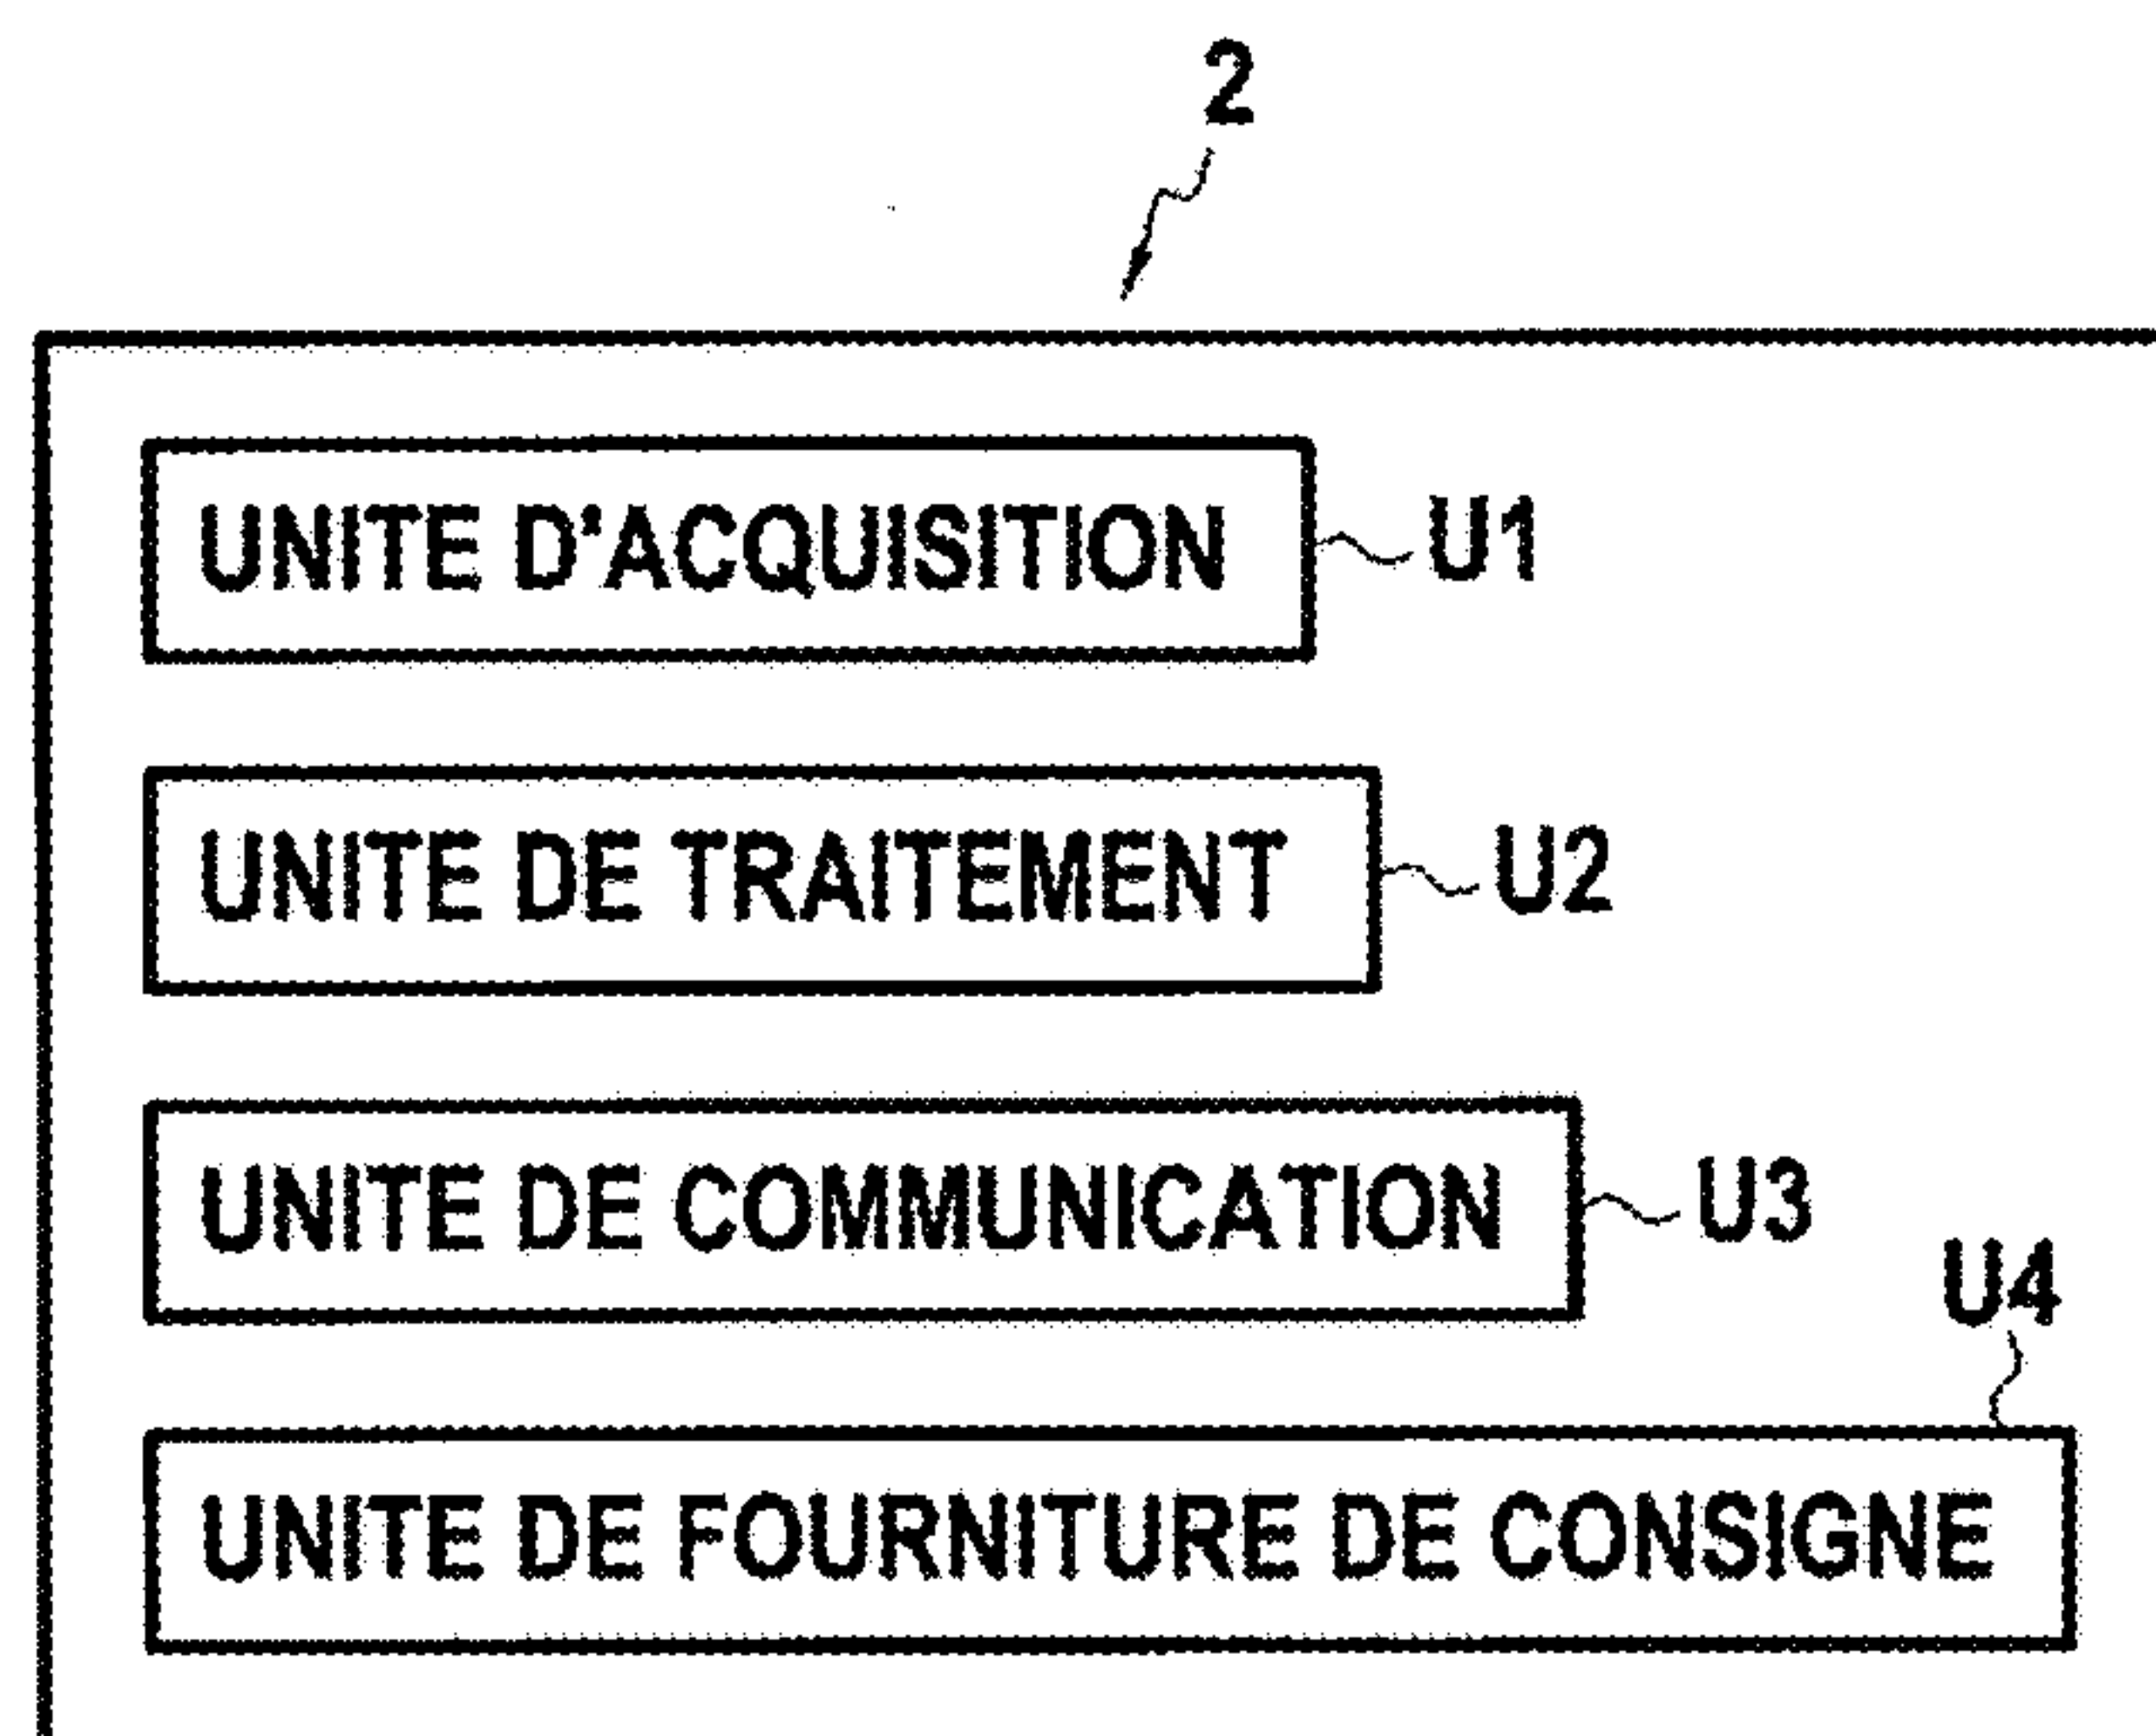 2
UNITE D'ACQUISITION U1
UNITE DE TRAITEMENT U2
UNITE DE COMMUNICATION U3
U4
UNITE DE FOURNITURE DE CONSIGNE